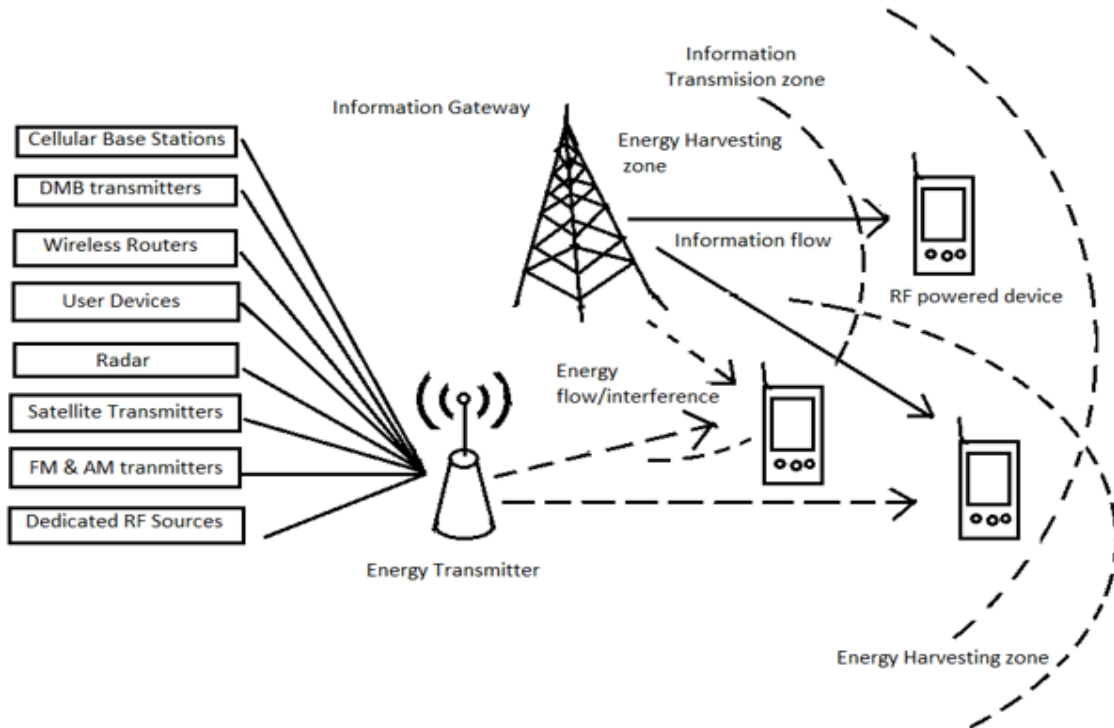 Information
Transmision zone
Information Gateway
Energy Harvesting
zone
Cellular Base Stations
DMB transmitters
Wireless Routers
User Devices
Radar
Satellite Transmitters
FM & AM tranmitters
Dedicated RF Sources
Information flow
RF powered device
Energy
flow/interference
Energy Transmitter
Energy Harvesting zone